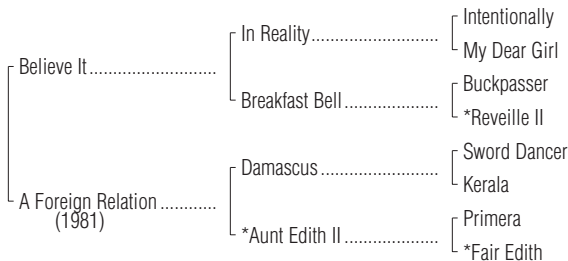 Intentionally
In Reality..............................
My Dear Girl
Believe It...........................
Buckpasser
Breakfast Bell......................
*Reveille II
Sword Dancer
Damascus............................
Kerala
A Foreign Relation............
(1981)
Primera
*Aunt Edith II......................
*Fair Edith